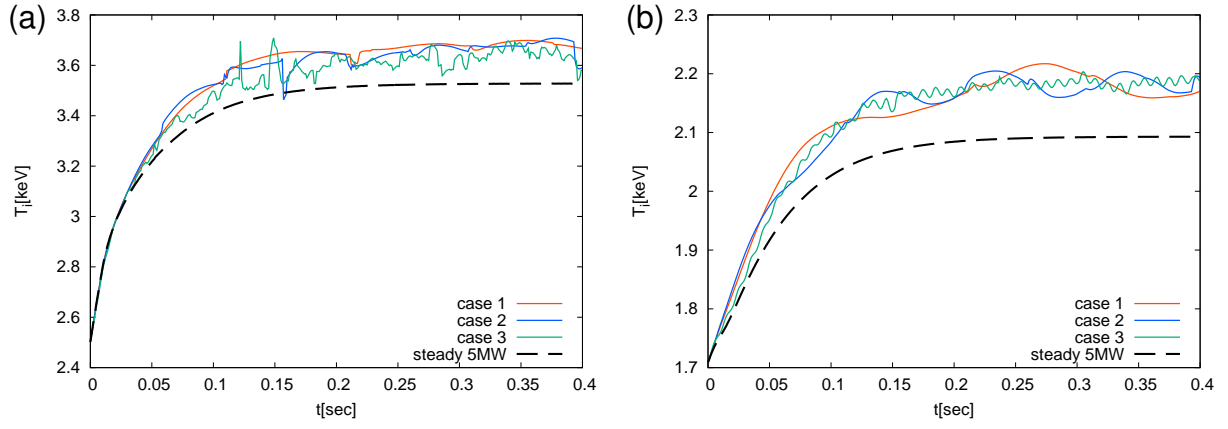 (a)
3.8
3.6
3.4
3.2
3
2.8
2.6
2.4
T_i[keV]
0 0.05 0.1 0.15 0.2 0.25 0.3 0.35 0.4
t[sec]
case 1
case 2
case 3
steady 5MW
(b)
2.3
2.2
2.1
2
1.9
1.8
1.7
T_i[keV]
0 0.05 0.1 0.15 0.2 0.25 0.3 0.35 0.4
t[sec]
case 1
case 2
case 3
steady 5MW